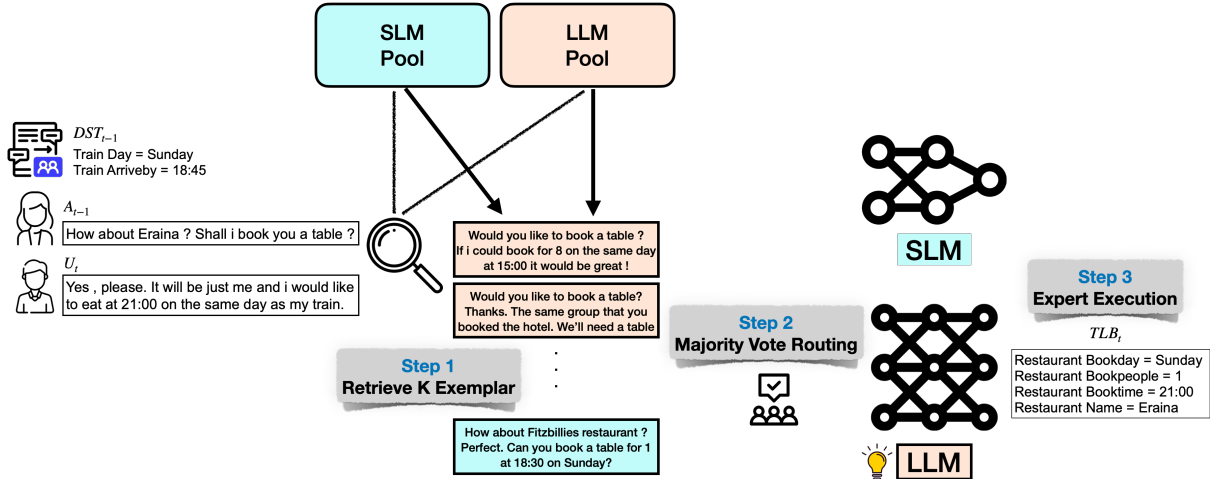 SLM
Pool
LLM
Pool
DSTt−1
Train Day = Sunday
Train Arriveby = 18:45
At−1
How about Eraina ? Shall i book you a table ?
Ut
Yes , please. It will be just me and i would like
to eat at 21:00 on the same day as my train.
Would you like to book a table ?
If i could book for 8 on the same day
at 15:00 it would be great !
Would you like to book a table?
Thanks. The same group that you
booked the hotel. We'll need a table
Step 1
Retrieve K Exemplar
How about Fitzbillies restaurant ?
Perfect. Can you book a table for 1
at 18:30 on Sunday?
Step 2
Majority Vote Routing
SLM
LLM
Step 3
Expert Execution
TLBt
Restaurant Bookday = Sunday
Restaurant Bookpeople = 1
Restaurant Booktime = 21:00
Restaurant Name = Eraina